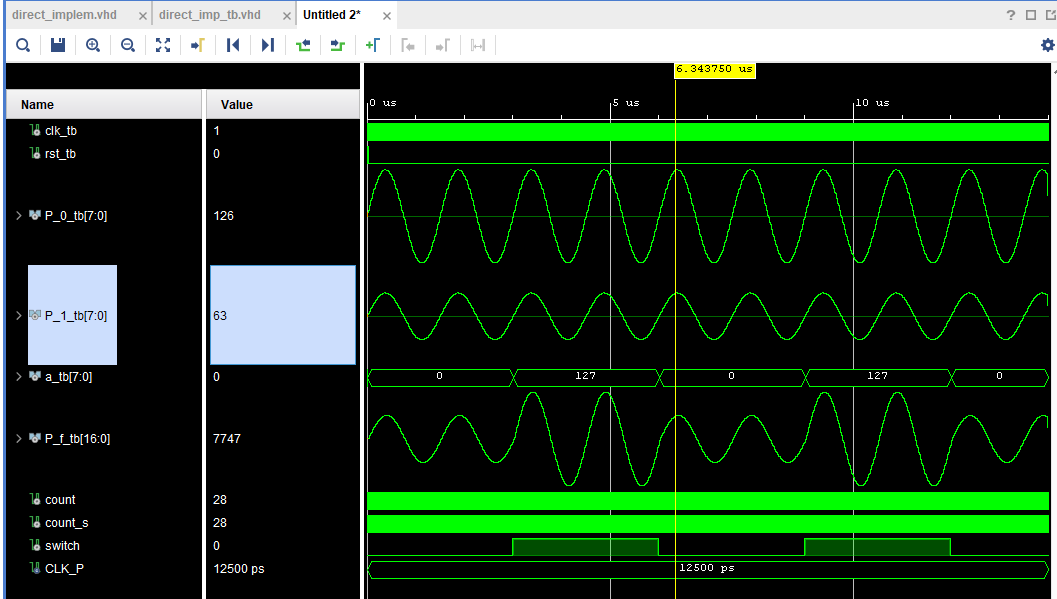 direct_implem.vhd × direct_imp_tb.vhd × Untitled 2* × ?
6.343750 us
Name Value 0 us 5 us 10 us
clk_tb 1
rst_tb 0
P_0_tb[7:0] 126
P_1_tb[7:0] 63
a_tb[7:0] 0 0 127 0 127 0
P_f_tb[16:0] 7747
count 28
count_s 28
switch 0
CLK_P 12500 ps 12500 ps